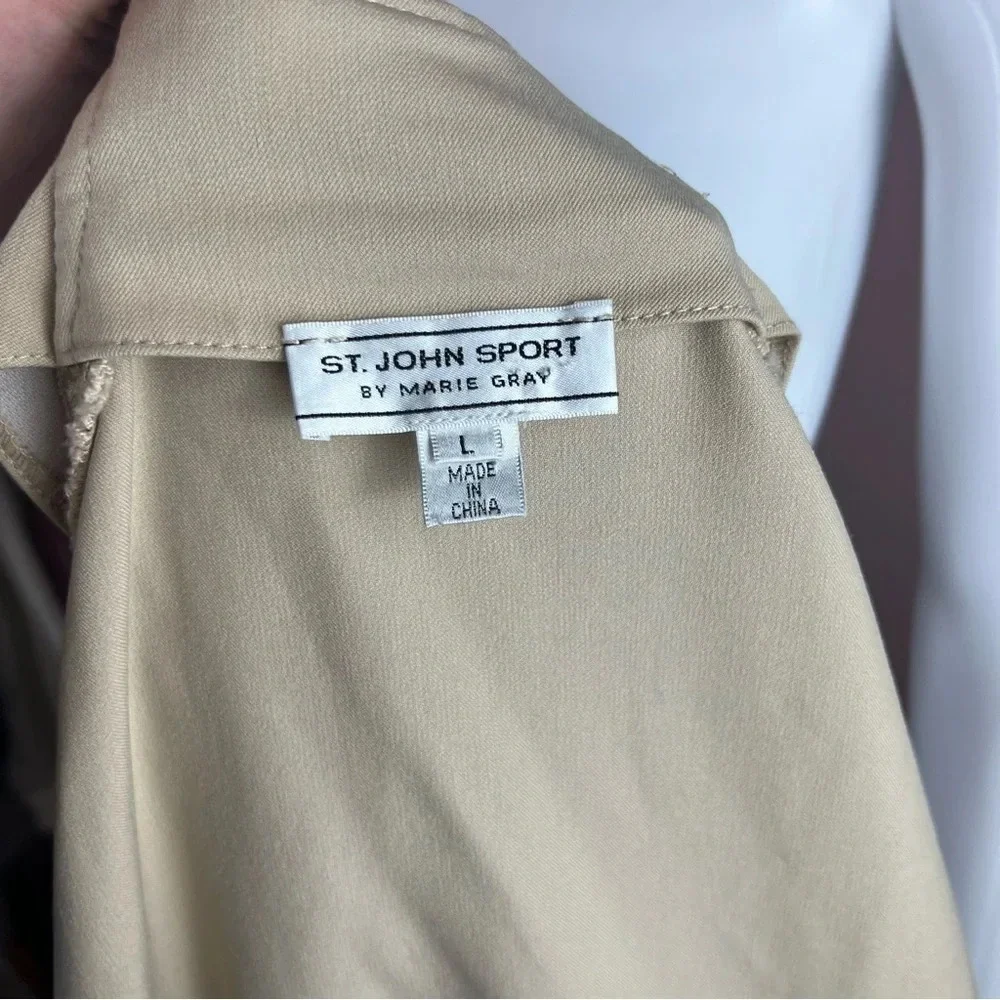 ST. JOHN SPORT
BY MARIE GRAY
L
MADE
IN
CHINA